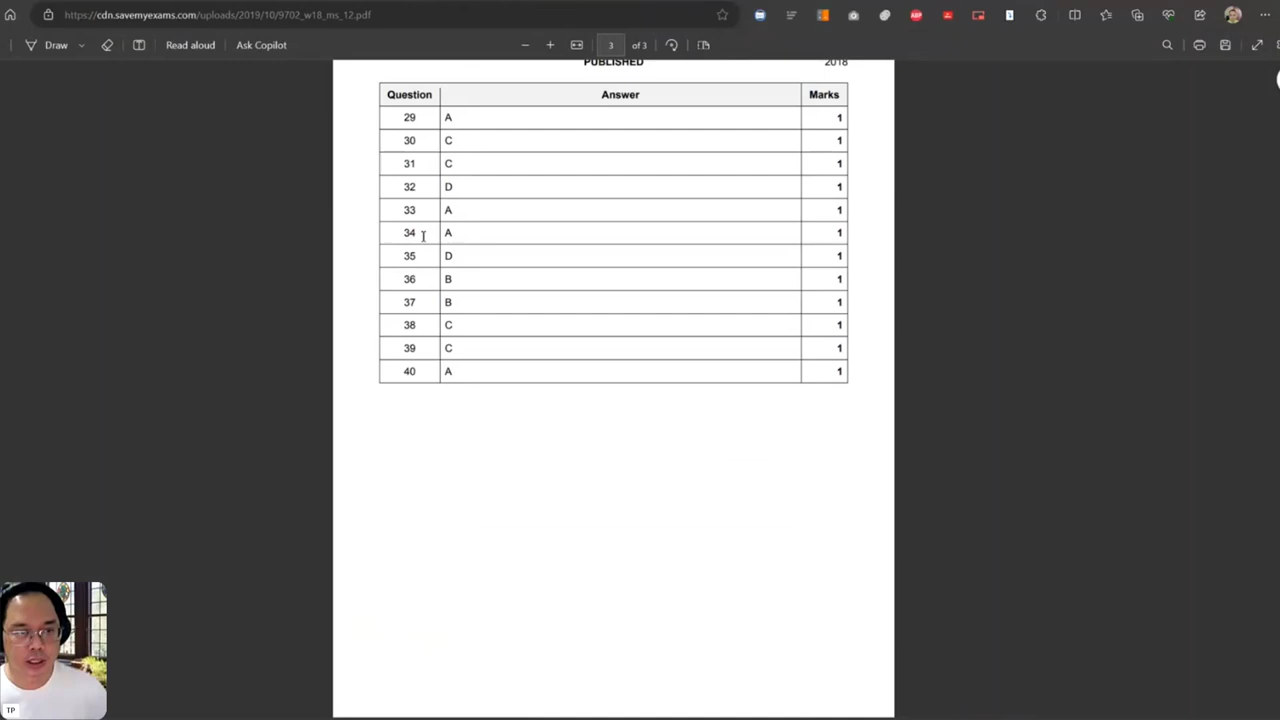 https://cdn.savemyexams.com/uploads/2019/10/9702_w18_ms_12.pdf
Draw Read aloud Ask Copilot 3 of 3
PUBLISHED 2018
Question Answer Marks
29 A 1
30 C 1
31 C 1
32 D 1
33 A 1
34 A 1
35 D 1
36 B 1
37 B 1
38 C 1
39 C 1
40 A 1
TP